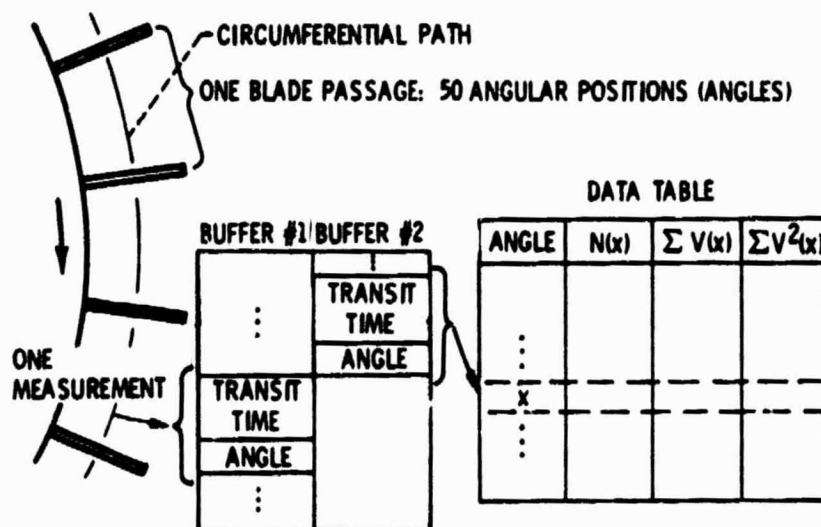 CIRCUMFERENTIAL PATH
ONE BLADE PASSAGE: 50 ANGULAR POSITIONS (ANGLES)
DATA TABLE
BUFFER #1 BUFFER #2
ANGLE N(x) Σ V(x) ΣV²(x)
TRANSIT
TIME
ANGLE
ONE
MEASUREMENT
TRANSIT
TIME
ANGLE
x